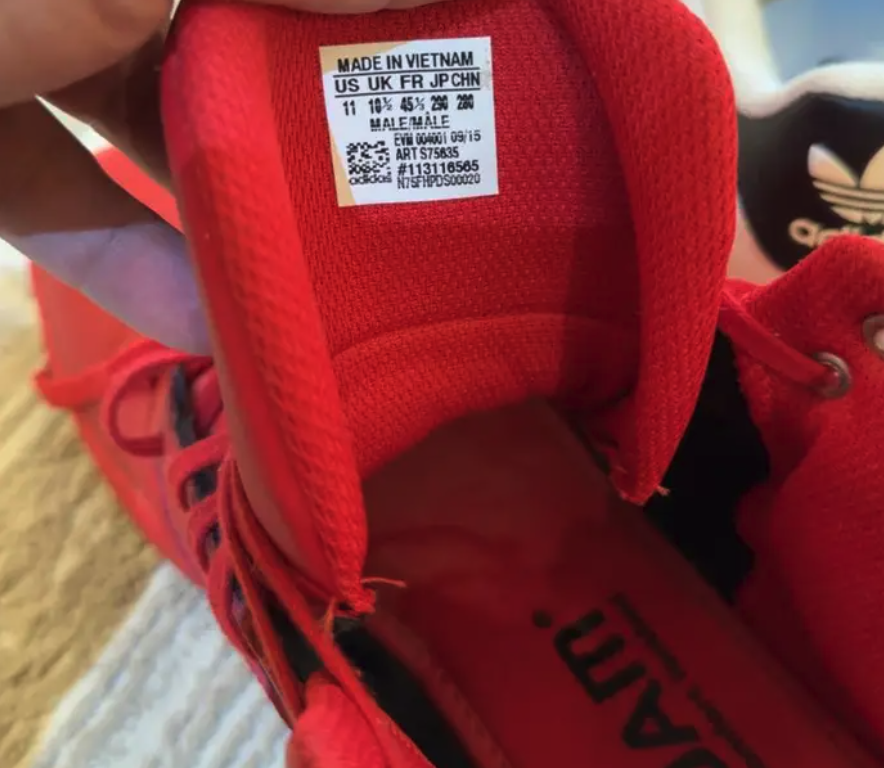 MADE IN VIETNAM
US UK FR JP CHN
11 10½ 45⅓ 290 280
MALE/MÂLE
EVM 004001 09/15
ART S75635
#113116565
adidas N75FHPDS00020